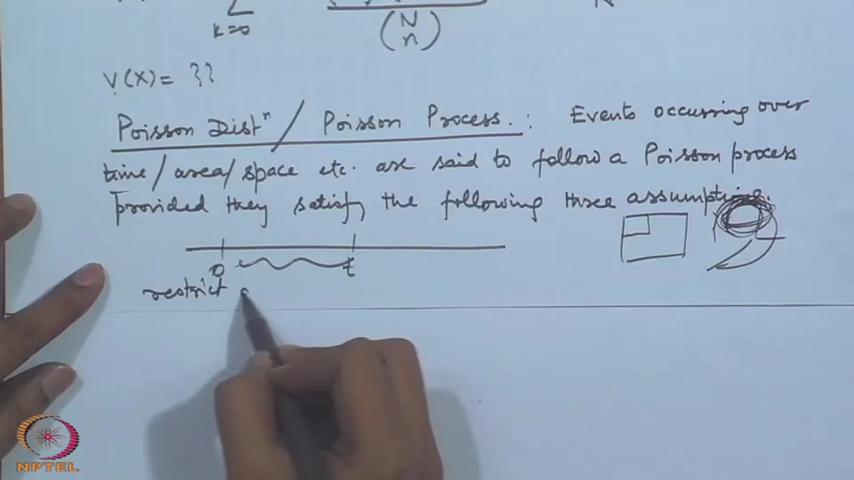 k=0
(N n)
V(X)= ??
Poisson Distⁿ / Poisson Process. : Events occurring over
time/area/space etc. are said to follow a Poisson process
provided they satisfy the following three assumptions.
0 t
restrict
NPTEL